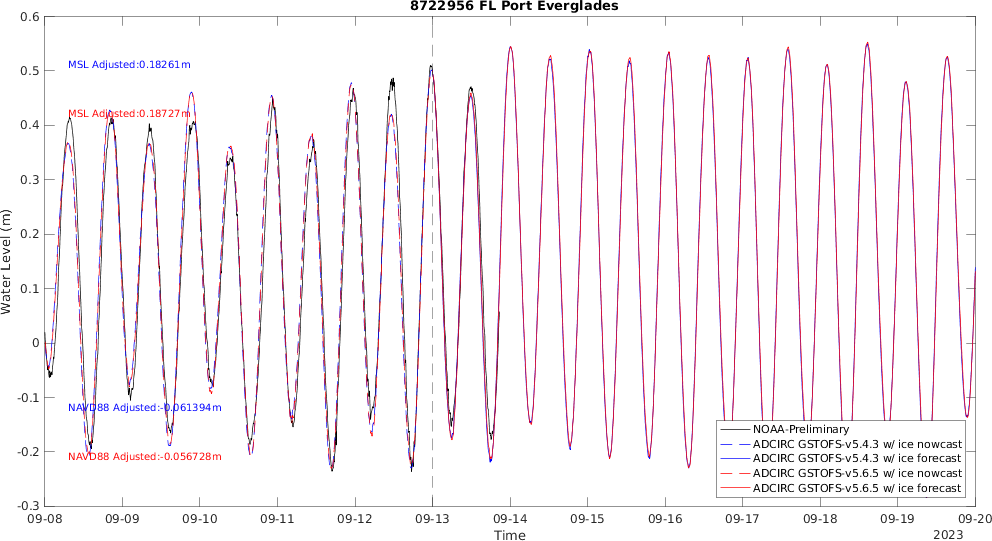 8722956 FL Port Everglades
0.6
0.5
0.4
0.3
0.2
0.1
0
-0.1
-0.2
-0.3
Water Level (m)
MSL Adjusted:0.18261m
MSL Adjusted:0.18727m
NAVD88 Adjusted:-0.061394m
NAVD88 Adjusted:-0.056728m
NOAA-Preliminary
ADCIRC GSTOFS-v5.4.3 w/ ice nowcast
ADCIRC GSTOFS-v5.4.3 w/ ice forecast
ADCIRC GSTOFS-v5.6.5 w/ ice nowcast
ADCIRC GSTOFS-v5.6.5 w/ ice forecast
09-08 09-09 09-10 09-11 09-12 09-13 09-14 09-15 09-16 09-17 09-18 09-19 09-20
Time
2023